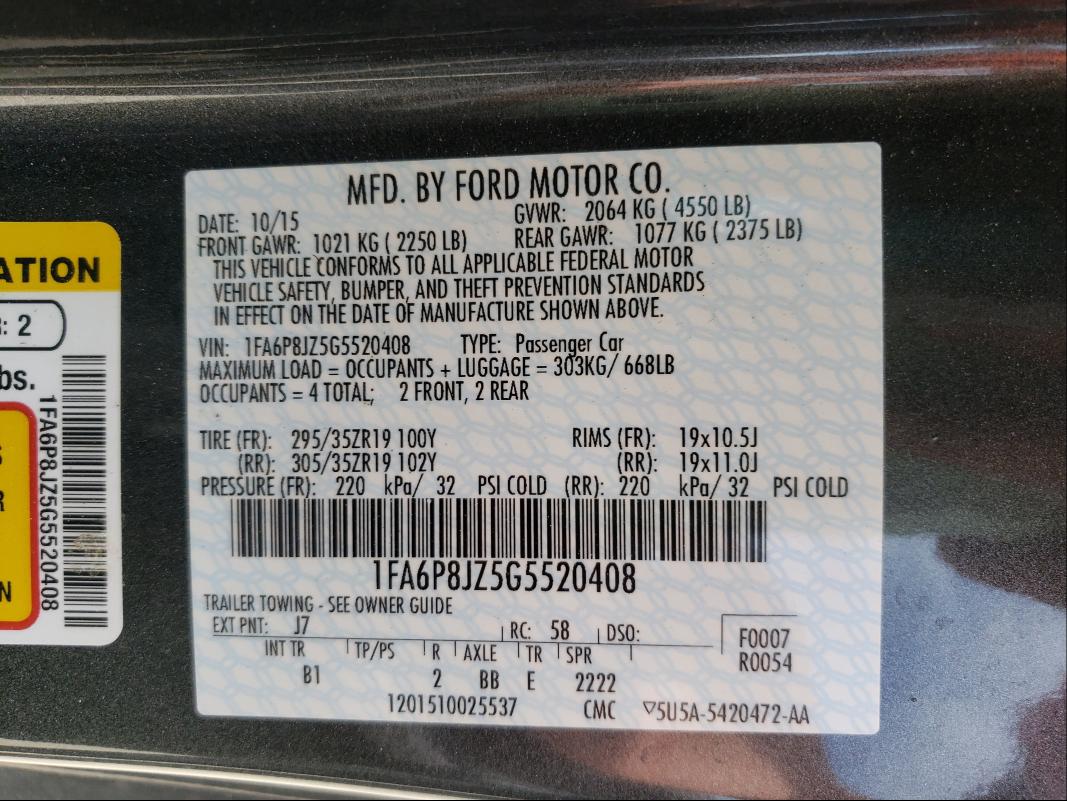 MFD. BY FORD MOTOR CO.
DATE: 10/15 GVWR: 2064 KG ( 4550 LB)
FRONT GAWR: 1021 KG ( 2250 LB) REAR GAWR: 1077 KG ( 2375 LB)
THIS VEHICLE CONFORMS TO ALL APPLICABLE FEDERAL MOTOR
VEHICLE SAFETY, BUMPER, AND THEFT PREVENTION STANDARDS
IN EFFECT ON THE DATE OF MANUFACTURE SHOWN ABOVE.
VIN: 1FA6P8JZ5G5520408 TYPE: Passenger Car
MAXIMUM LOAD = OCCUPANTS + LUGGAGE = 303KG/ 668LB
OCCUPANTS = 4 TOTAL; 2 FRONT, 2 REAR
TIRE (FR): 295/35ZR19 100Y RIMS (FR): 19x10.5J
(RR): 305/35ZR19 102Y (RR): 19x11.0J
PRESSURE (FR): 220 kPa/ 32 PSI COLD (RR): 220 kPa/ 32 PSI COLD
1FA6P8JZ5G5520408
TRAILER TOWING - SEE OWNER GUIDE
EXT PNT: J7 RC: 58 DSO: F0007
INT TR TP/PS R AXLE TR SPR R0054
B1 2 BB E 2222
1201510025537 CMC ▽5U5A-5420472-AA
ATION
: 2
bs.
1FA6P8JZ5G5520408
S
R
N